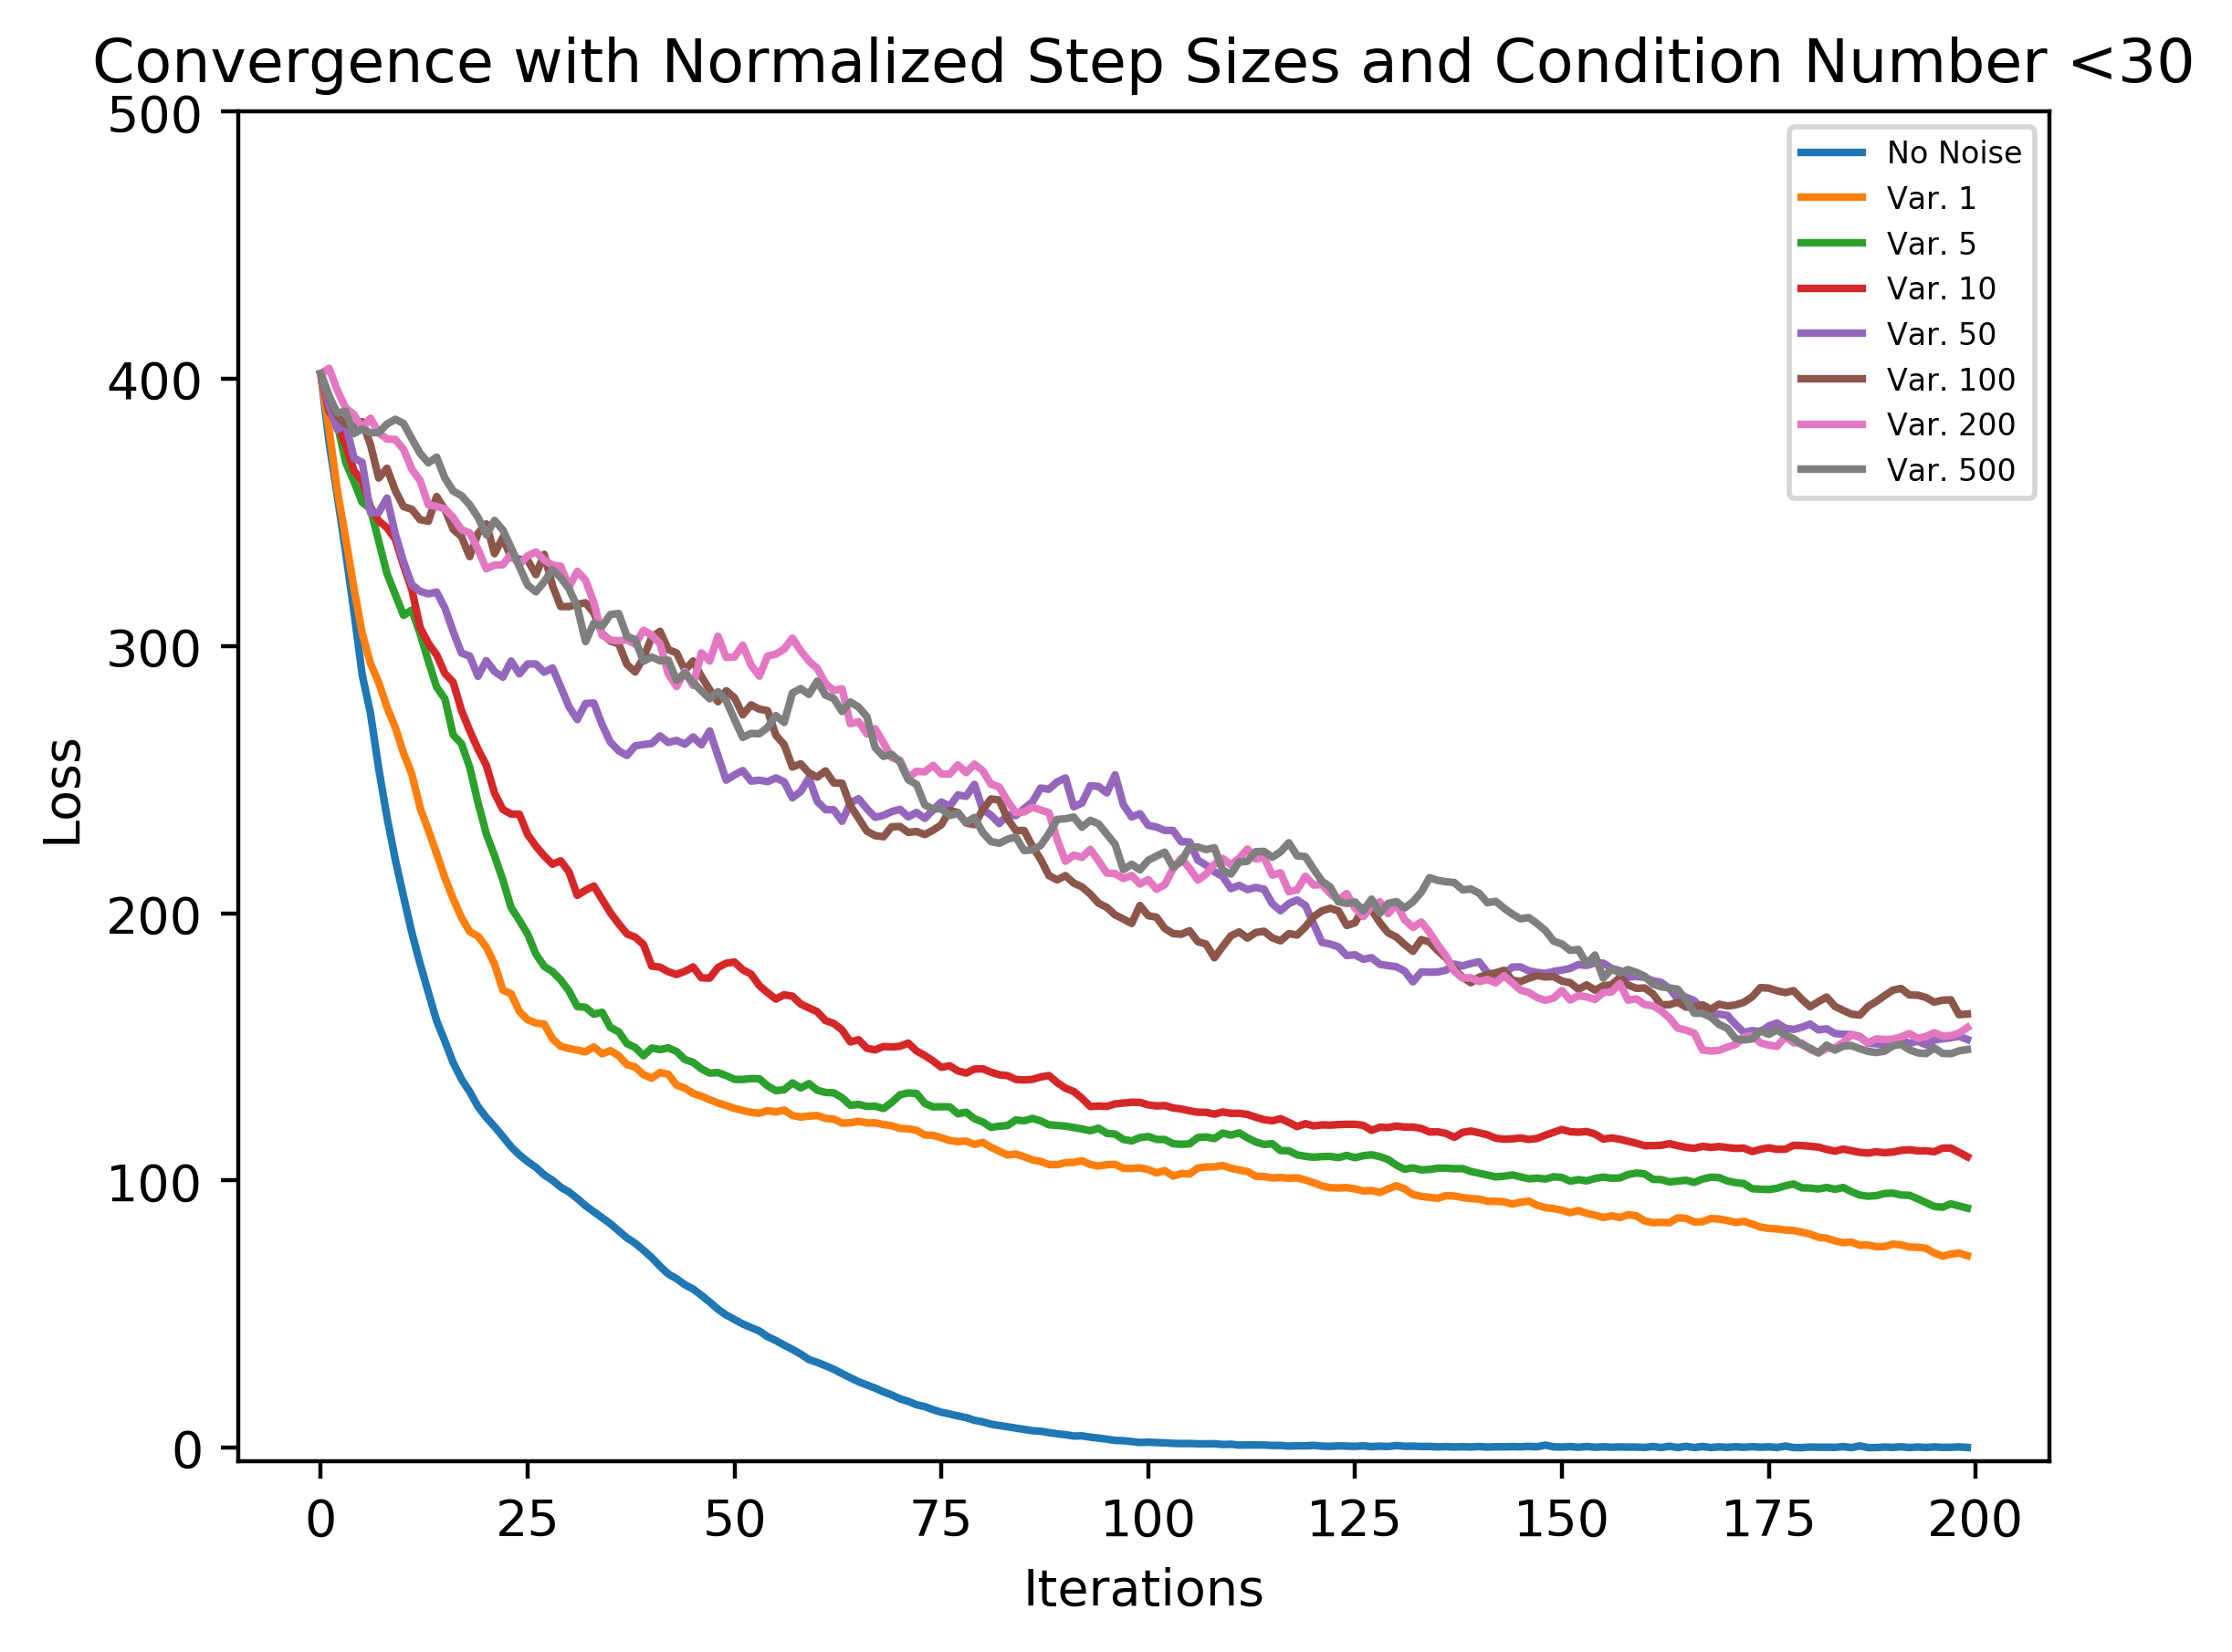 Convergence with Normalized Step Sizes and Condition Number <30
500
400
300
200
100
0
Loss
No Noise
Var. 1
Var. 5
Var. 10
Var. 50
Var. 100
Var. 200
Var. 500
0 25 50 75 100 125 150 175 200
Iterations